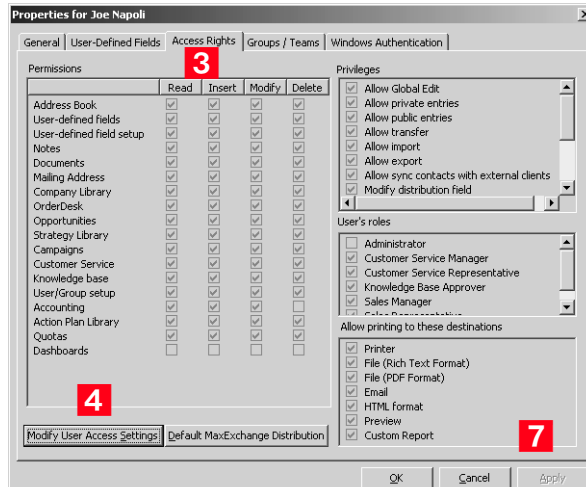 Properties for Joe Napoli
General User-Defined Fields Access Rights Groups / Teams Windows Authentication
3
Permissions
Read Insert Modify Delete
Address Book
User-defined fields
User-defined field setup
Notes
Documents
Mailing Address
Company Library
OrderDesk
Opportunities
Strategy Library
Campaigns
Customer Service
Knowledge base
User/Group setup
Accounting
Action Plan Library
Quotas
Dashboards
4
Modify User Access Settings Default MaxExchange Distribution
Privileges
Allow Global Edit
Allow private entries
Allow public entries
Allow transfer
Allow import
Allow export
Allow sync contacts with external clients
Modify distribution field
User's roles
Administrator
Customer Service Manager
Customer Service Representative
Knowledge Base Approver
Sales Manager
Sales Representative
Allow printing to these destinations
Printer
File (Rich Text Format)
File (PDF Format)
Email
HTML format
Preview
Custom Report
7
OK Cancel Apply